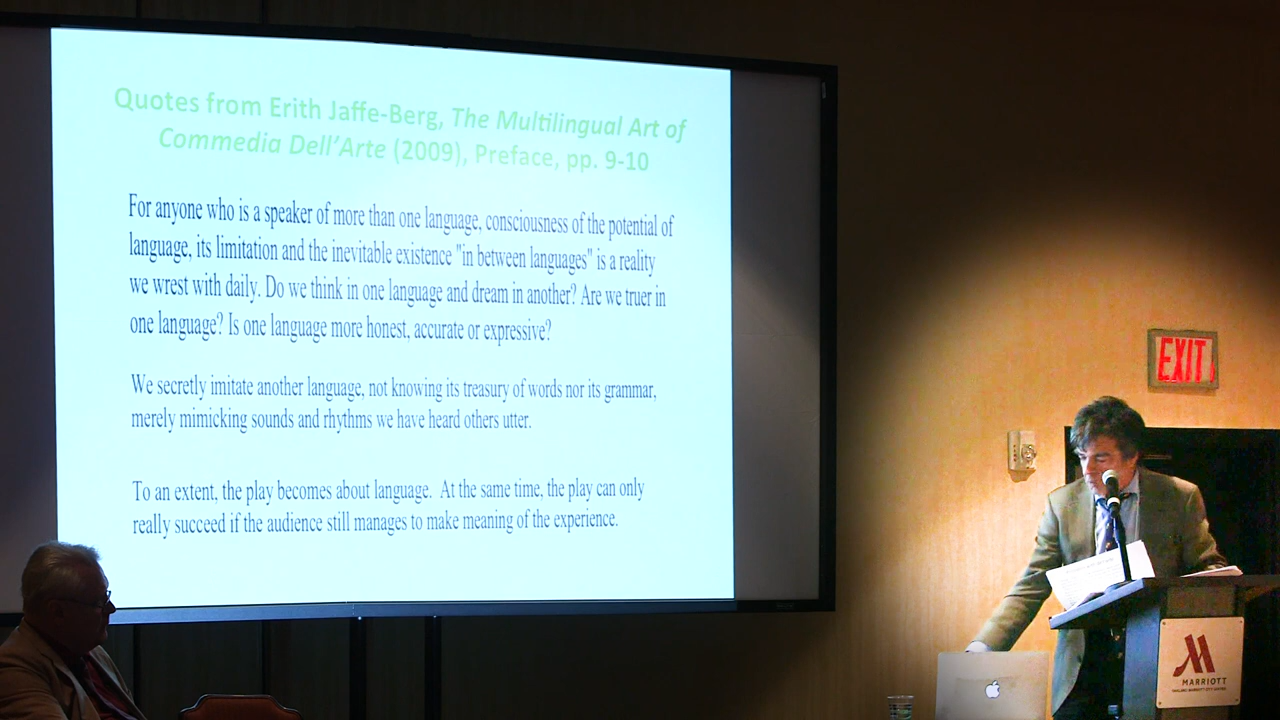 Quotes from Erith Jaffe-Berg, The Multilingual Art of
Commedia Dell'Arte (2009), Preface, pp. 9-10
For anyone who is a speaker of more than one language, consciousness of the potential of
language, its limitation and the inevitable existence "in between languages" is a reality
we wrest with daily. Do we think in one language and dream in another? Are we truer in
one language? Is one language more honest, accurate or expressive?
We secretly imitate another language, not knowing its treasury of words nor its grammar,
merely mimicking sounds and rhythms we have heard others utter.
To an extent, the play becomes about language. At the same time, the play can only
really succeed if the audience still manages to make meaning of the experience.
EXIT
MARRIOTT